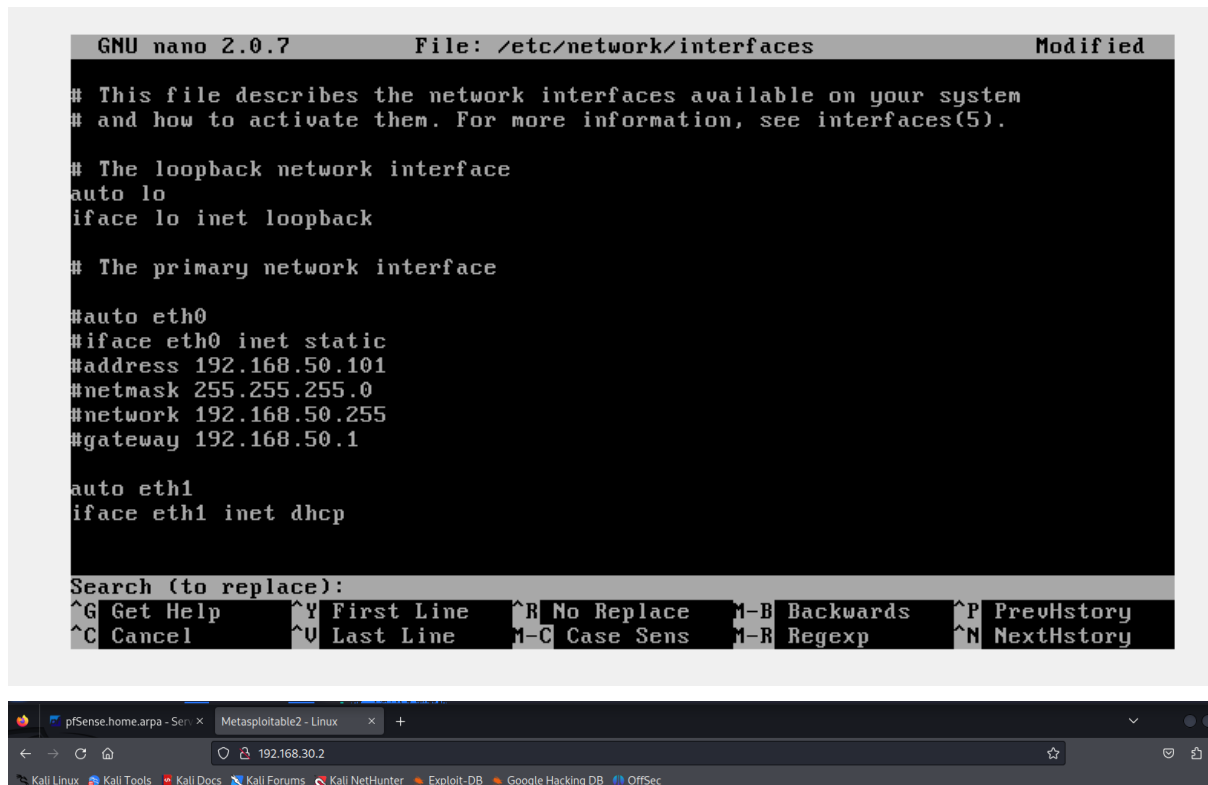 GNU nano 2.0.7 File: /etc/network/interfaces Modified
# This file describes the network interfaces available on your system
# and how to activate them. For more information, see interfaces(5).
# The loopback network interface
auto lo
iface lo inet loopback
# The primary network interface
#auto eth0
#iface eth0 inet static
#address 192.168.50.101
#netmask 255.255.255.0
#network 192.168.50.255
#gateway 192.168.50.1
auto eth1
iface eth1 inet dhcp
Search (to replace):
^G Get Help ^Y First Line ^R No Replace M-B Backwards ^P PrevHstory
^C Cancel ^V Last Line M-C Case Sens M-R Regexp ^N NextHstory
pfSense.home.arpa - Serv × Metasploitable2 - Linux × +
192.168.30.2
Kali Linux Kali Tools Kali Docs Kali Forums Kali NetHunter Exploit-DB Google Hacking DB OffSec